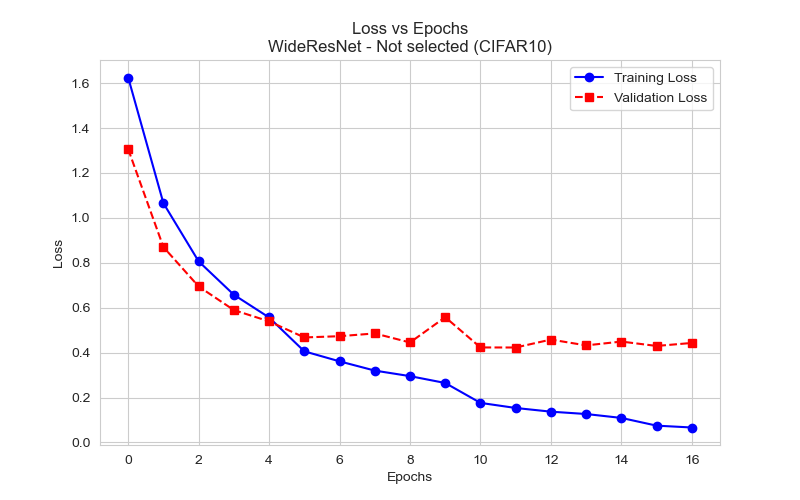 Loss vs Epochs
WideResNet - Not selected (CIFAR10)
Training Loss
Validation Loss
1.6
1.4
1.2
1.0
0.8
0.6
0.4
0.2
0.0
Loss
0 2 4 6 8 10 12 14 16
Epochs